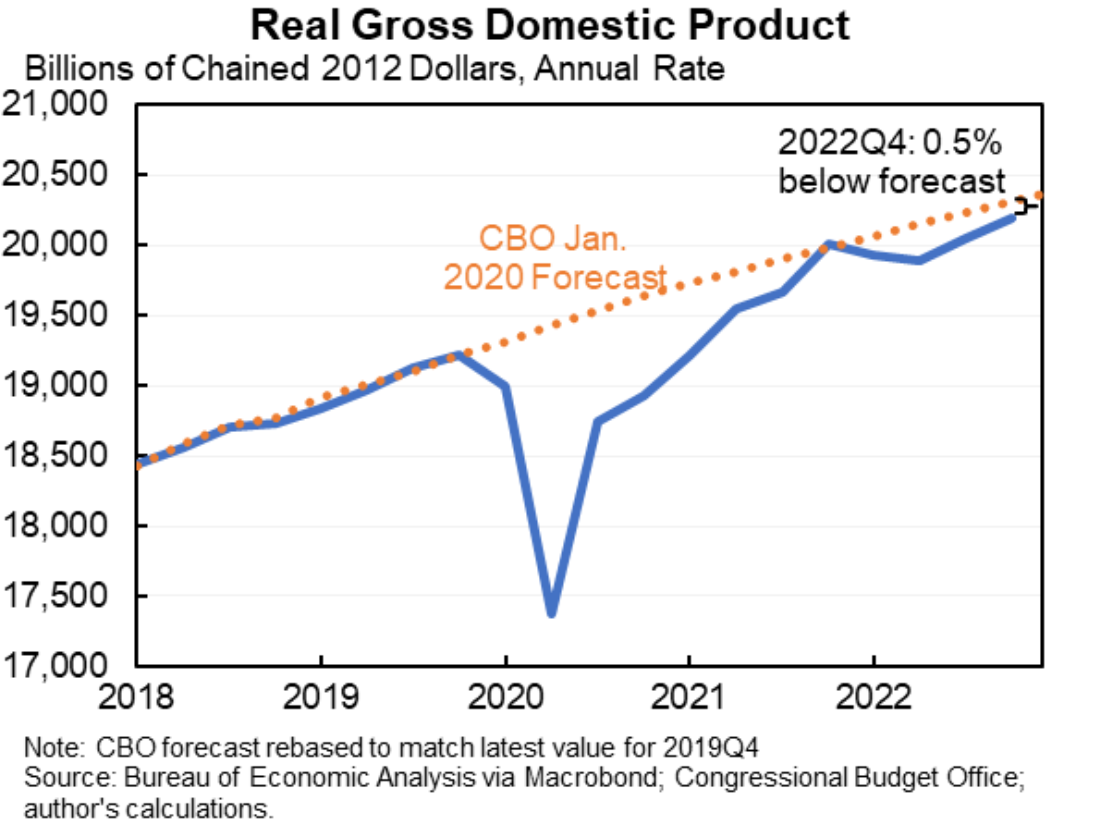 Real Gross Domestic Product
Billions of Chained 2012 Dollars, Annual Rate
21,000
20,500
20,000
19,500
19,000
18,500
18,000
17,500
17,000
2022Q4: 0.5%
below forecast
CBO Jan.
2020 Forecast
2018 2019 2020 2021 2022
Note: CBO forecast rebased to match latest value for 2019Q4
Source: Bureau of Economic Analysis via Macrobond; Congressional Budget Office;
author's calculations.